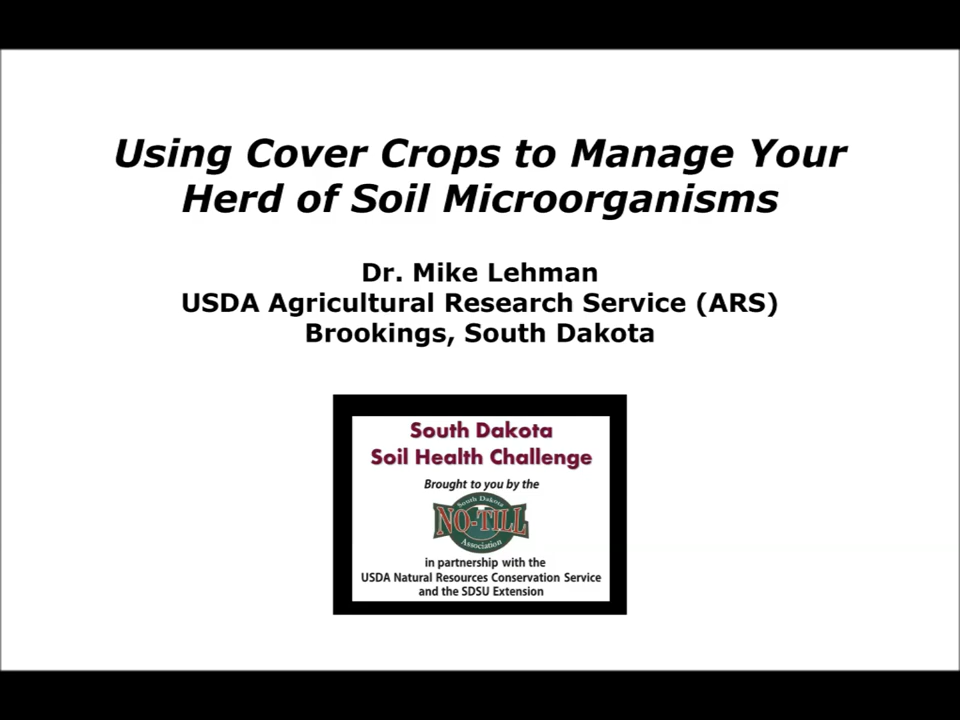 Using Cover Crops to Manage Your
Herd of Soil Microorganisms
Dr. Mike Lehman
USDA Agricultural Research Service (ARS)
Brookings, South Dakota
South Dakota
Soil Health Challenge
Brought to you by the
South Dakota
NO-TILL
Association
in partnership with the
USDA Natural Resources Conservation Service
and the SDSU Extension